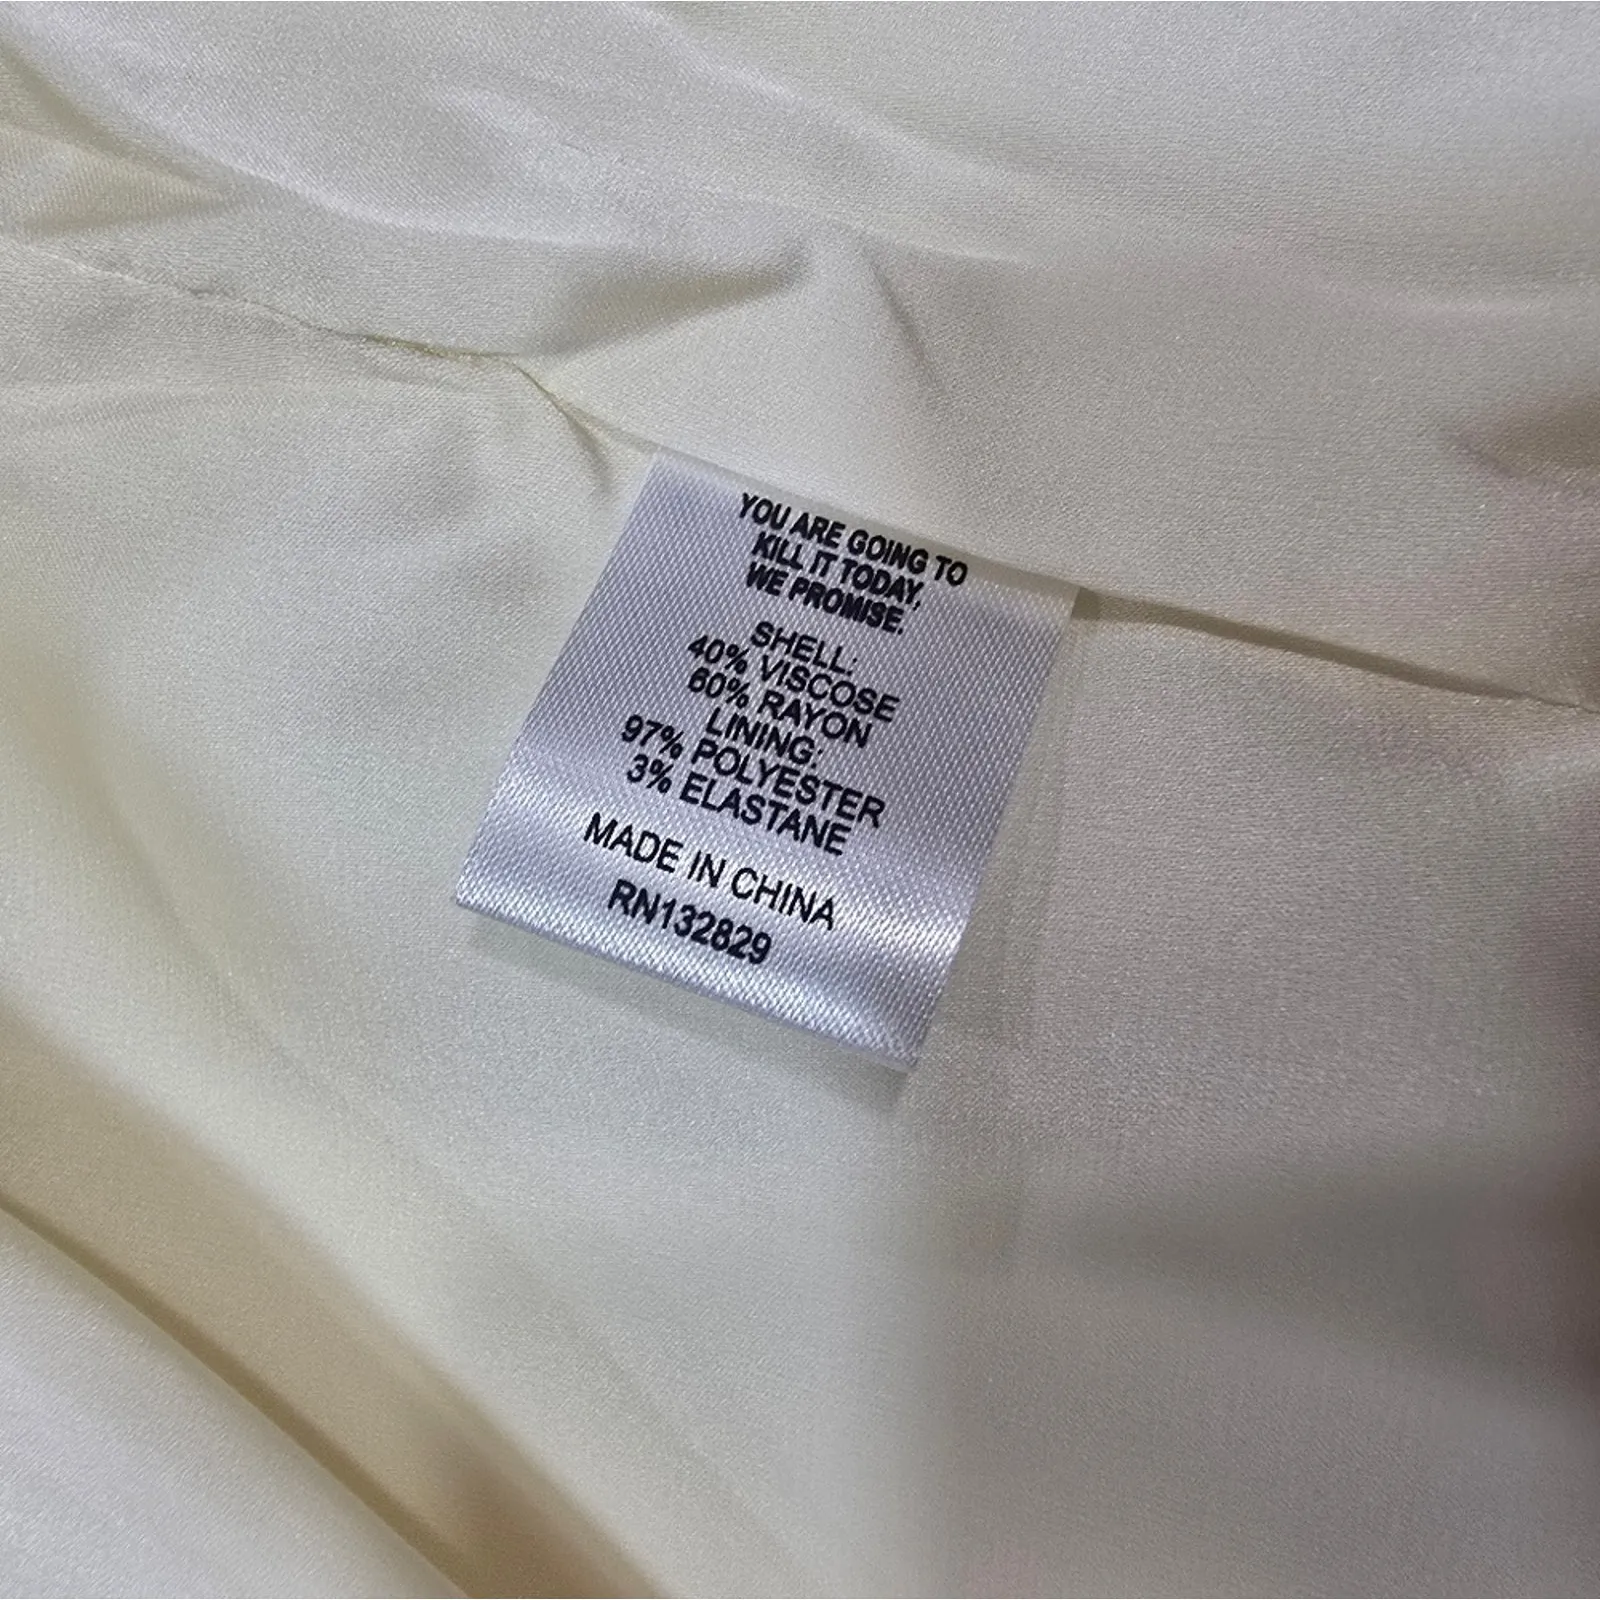 YOU ARE GOING TO
KILL IT TODAY,
WE PROMISE.
SHELL:
40% VISCOSE
60% RAYON
LINING:
97% POLYESTER
3% ELASTANE
MADE IN CHINA
RN132829